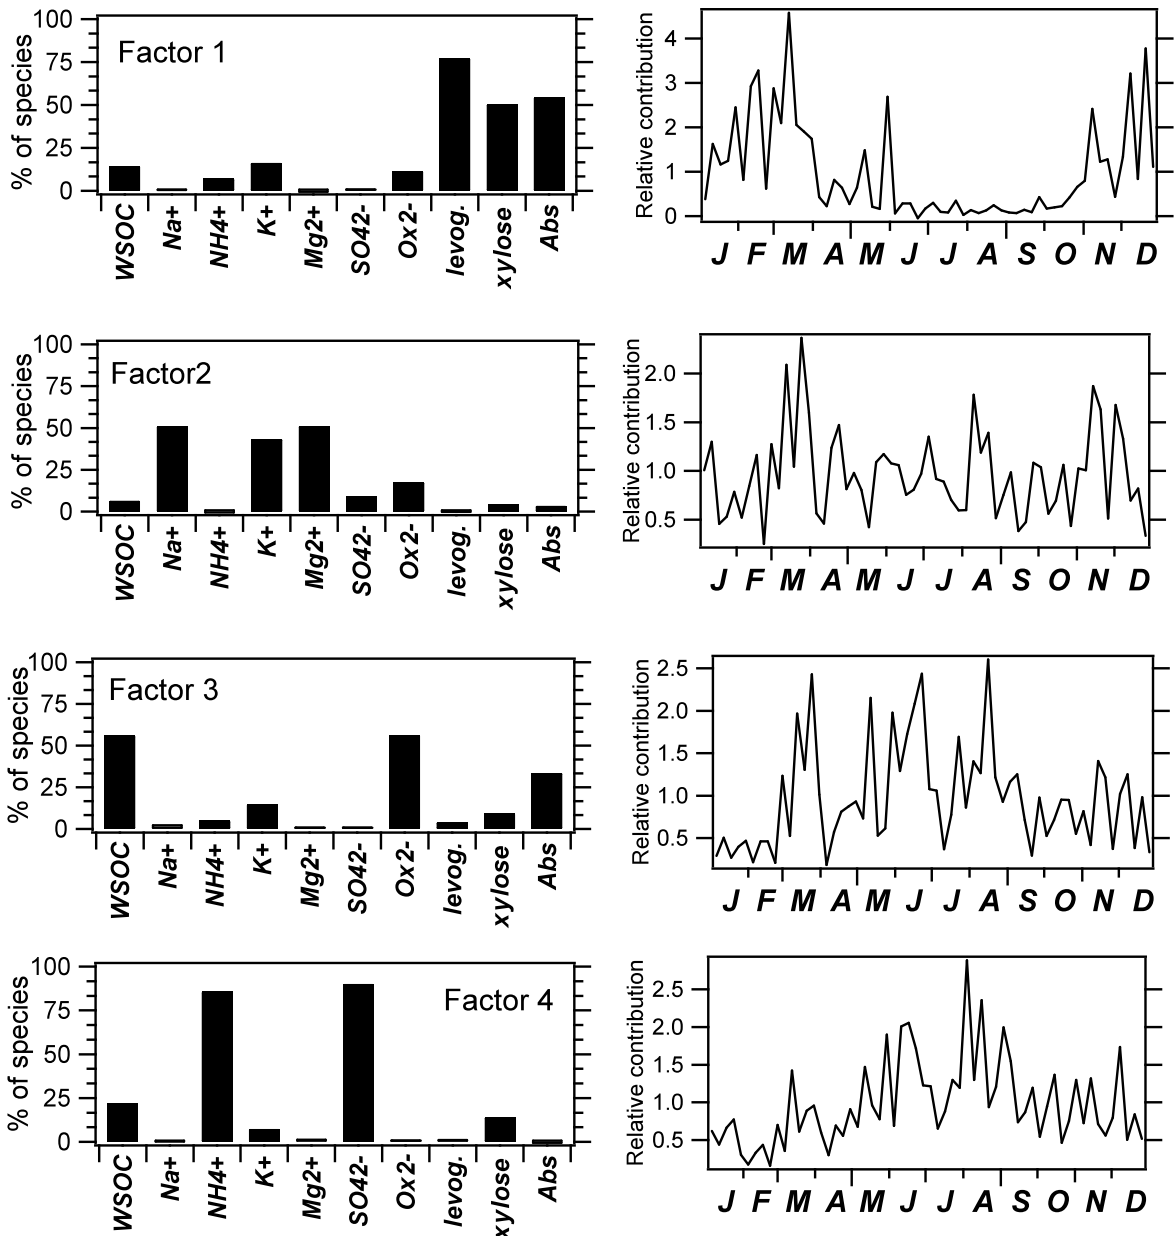 % of species
100
75
50
25
0
Factor 1
WSOC Na+ NH4+ K+ Mg2+ SO42- Ox2- levog. xylose Abs
Relative contribution
4
3
2
1
0
J F M A M J J A S O N D
% of species
100
75
50
25
0
Factor2
WSOC Na+ NH4+ K+ Mg2+ SO42- Ox2- levog. xylose Abs
Relative contribution
2.0
1.5
1.0
0.5
J F M A M J J A S O N D
% of species
100
75
50
25
0
Factor 3
WSOC Na+ NH4+ K+ Mg2+ SO42- Ox2- levog. xylose Abs
Relative contribution
2.5
2.0
1.5
1.0
0.5
J F M A M J J A S O N D
% of species
100
75
50
25
0
Factor 4
WSOC Na+ NH4+ K+ Mg2+ SO42- Ox2- levog. xylose Abs
Relative contribution
2.5
2.0
1.5
1.0
0.5
J F M A M J J A S O N D